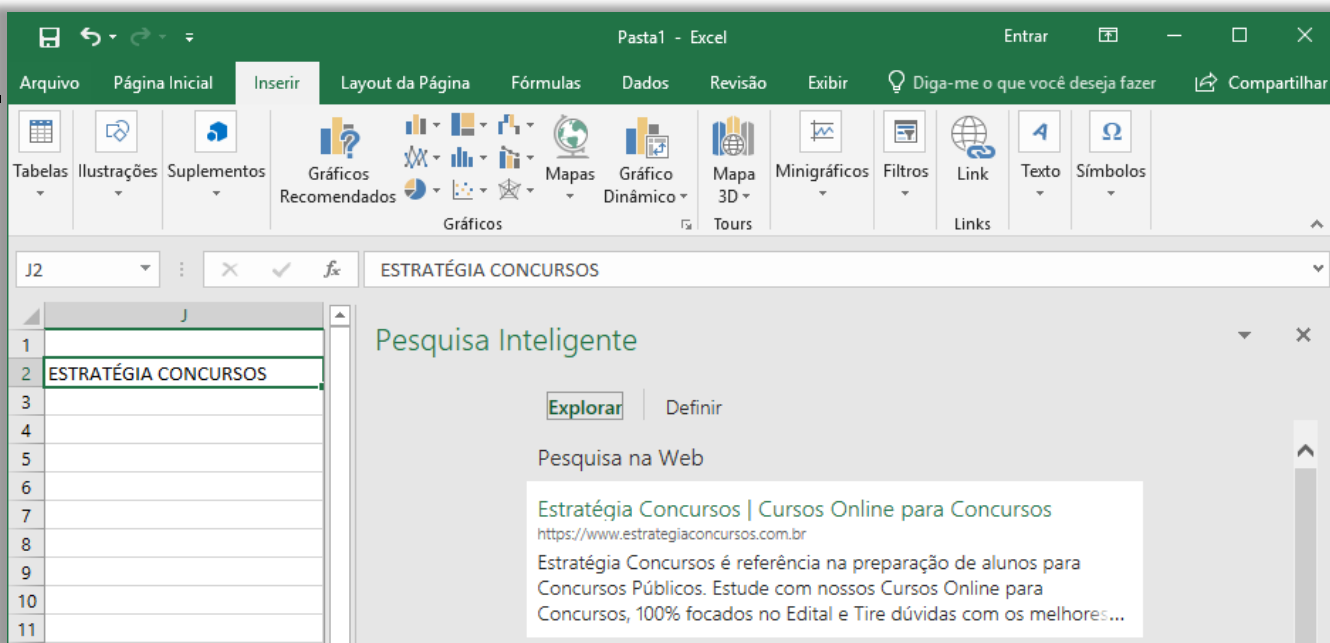 Pasta1 - Excel
Entrar
Arquivo Página Inicial Inserir Layout da Página Fórmulas Dados Revisão Exibir Diga-me o que você deseja fazer Compartilhar
Tabelas
Ilustrações
Suplementos
Gráficos
Recomendados
Mapas
Gráfico
Dinâmico
Mapa
3D
Minigráficos
Filtros
Link
Texto
Símbolos
Gráficos
Tours
Links
J2
fx
ESTRATÉGIA CONCURSOS
J
1
2 ESTRATÉGIA CONCURSOS
3
4
5
6
7
8
9
10
11
Pesquisa Inteligente
Explorar Definir
Pesquisa na Web
Estratégia Concursos | Cursos Online para Concursos
https://www.estrategiaconcursos.com.br
Estratégia Concursos é referência na preparação de alunos para
Concursos Públicos. Estude com nossos Cursos Online para
Concursos, 100% focados no Edital e Tire dúvidas com os melhores...